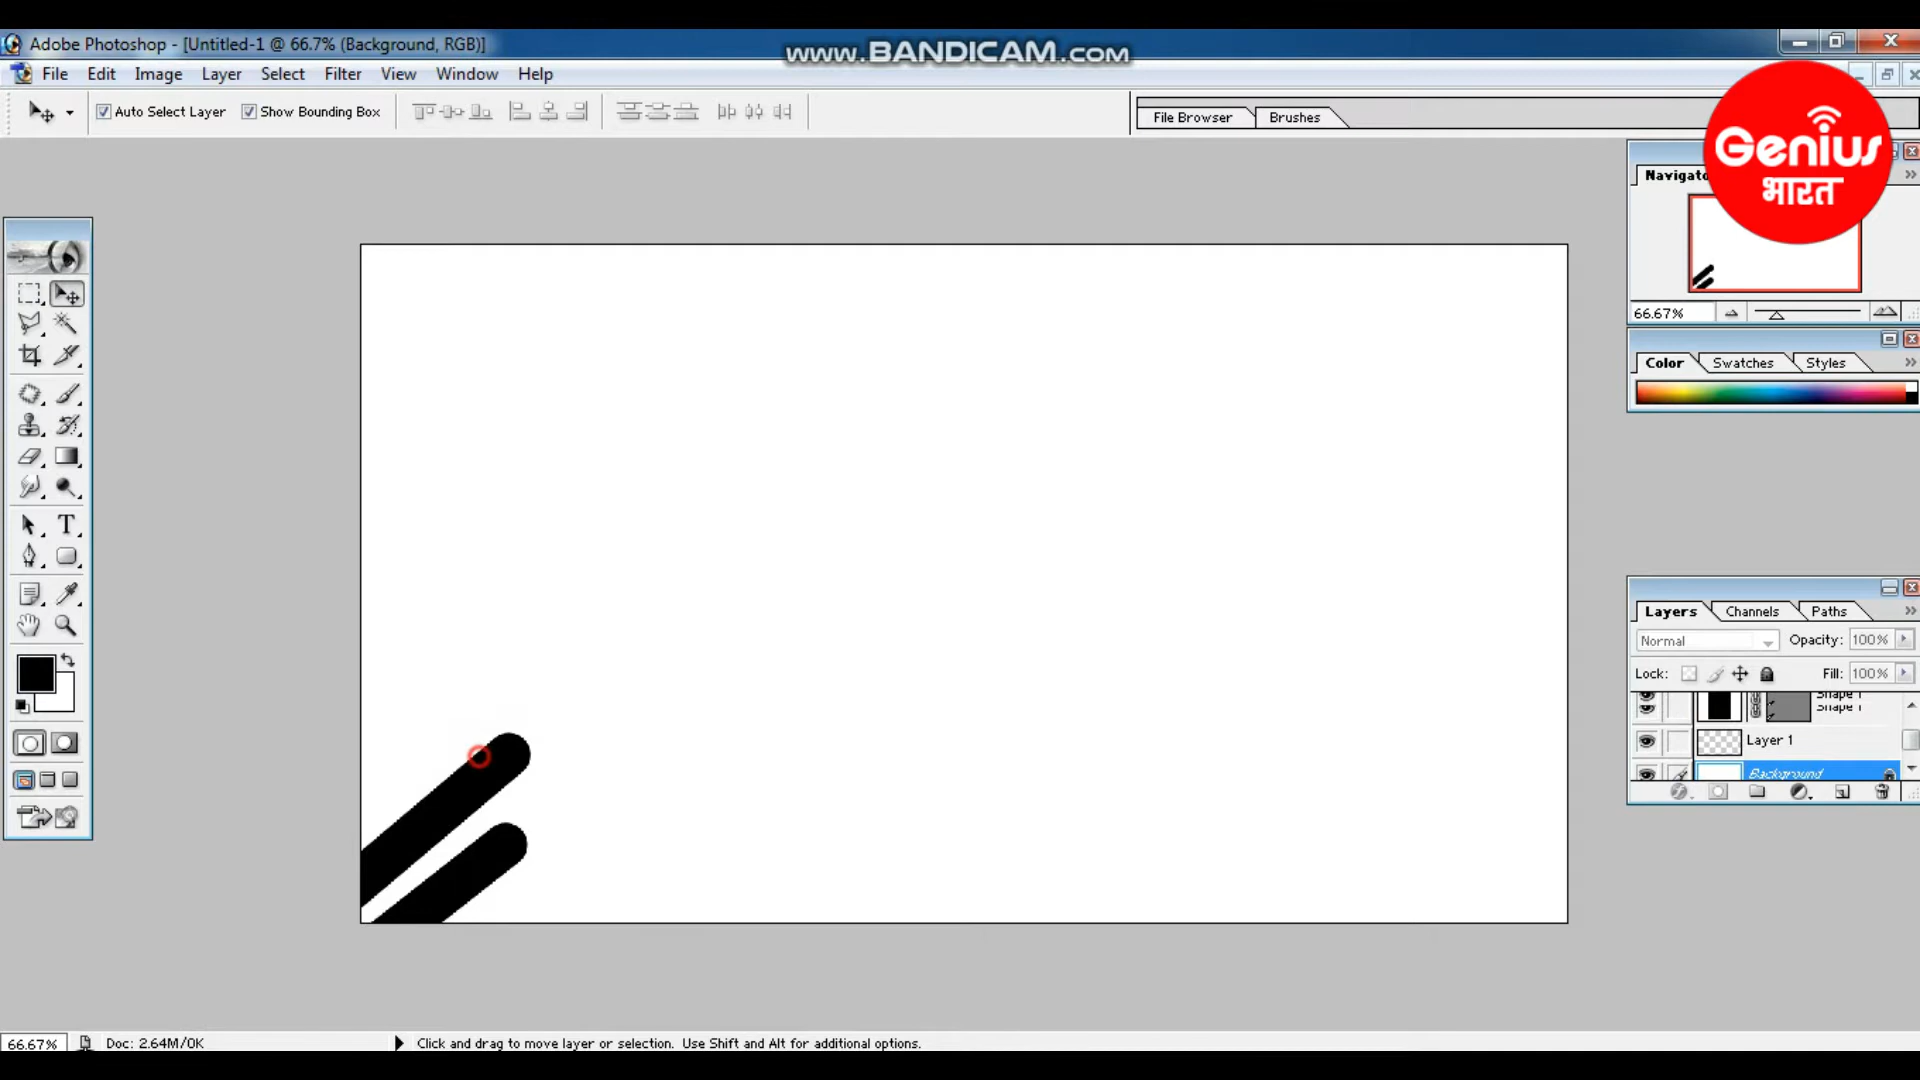 Adobe Photoshop - [Untitled-1 @ 66.7% (Background, RGB)]
www.BANDICAM.com
File Edit Image Layer Select Filter View Window Help
Auto Select Layer Show Bounding Box
File Browser Brushes
Genius
भारत
Navigato
66.67%
Color Swatches Styles
Layers Channels Paths
Normal Opacity: 100%
Lock: Fill: 100%
Shape 1
Shape 1
Layer 1
Background
66.67% Doc: 2.64M/0K Click and drag to move layer or selection. Use Shift and Alt for additional options.